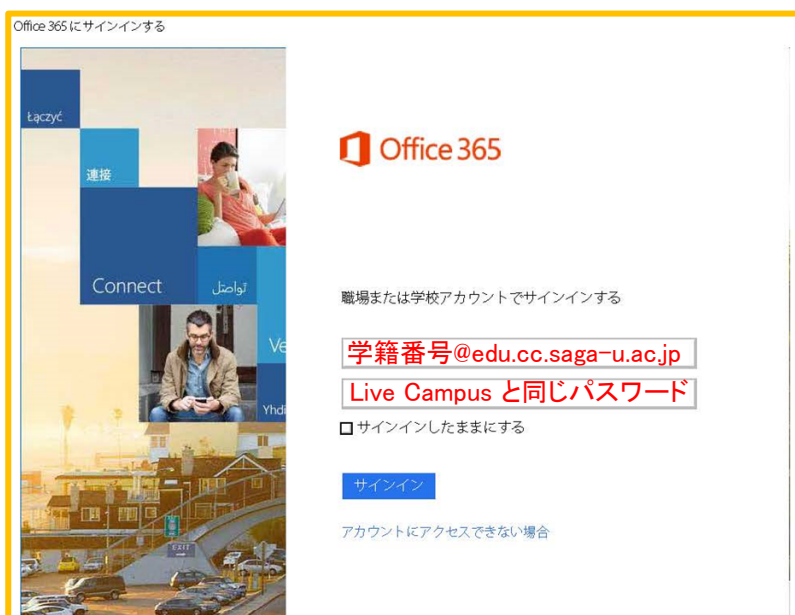 Office 365 にサインインする
Łączyć
連接
Connect
تواصل
Ve
Yhdi
EXIT
Office 365
職場または学校アカウントでサインインする
学籍番号@edu.cc.saga-u.ac.jp
Live Campus と同じパスワード
サインインしたままにする
サインイン
アカウントにアクセスできない場合